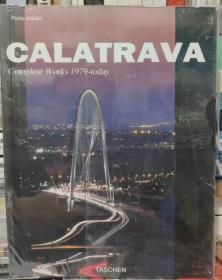 Philip Jodidio
CALATRAVA
Complete Works 1979-today
TASCHEN